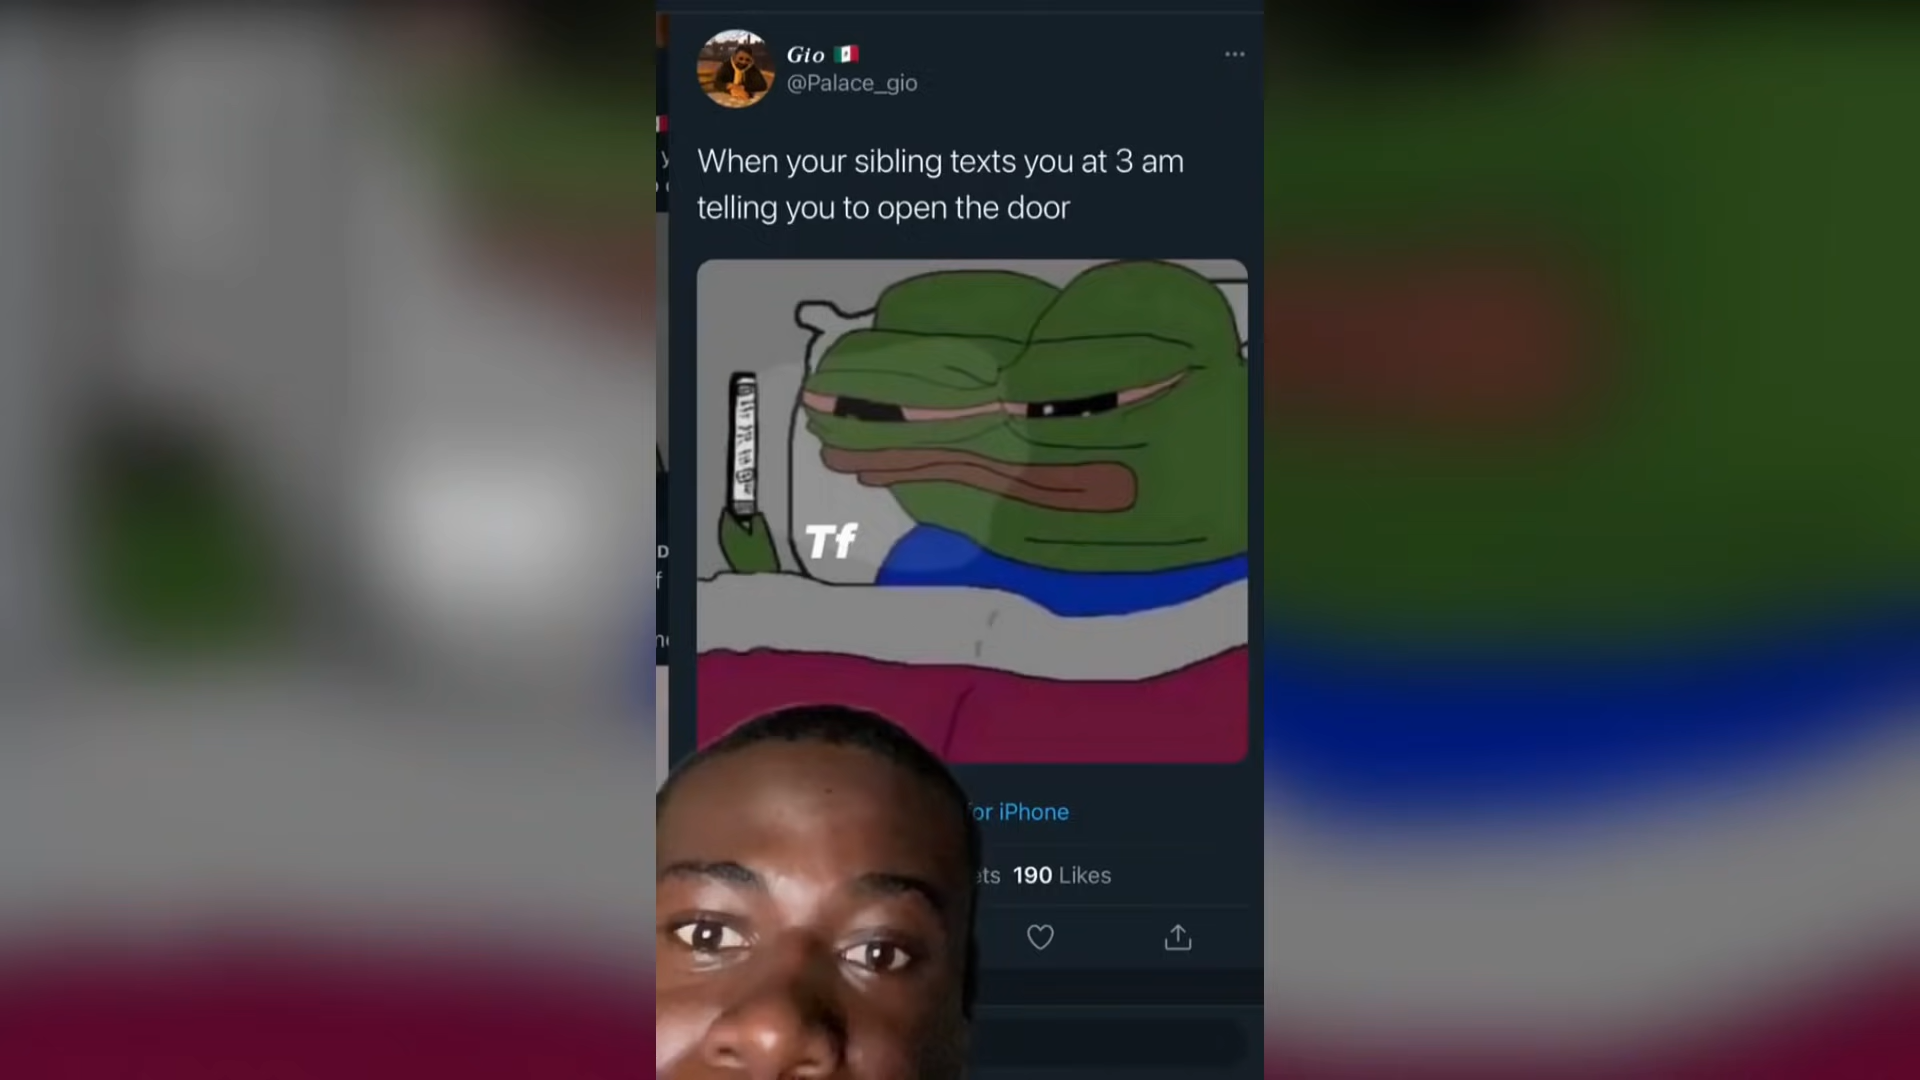 Gio 🇲🇽
@Palace_gio
When your sibling texts you at 3 am
telling you to open the door
Tf
for iPhone
190 Likes